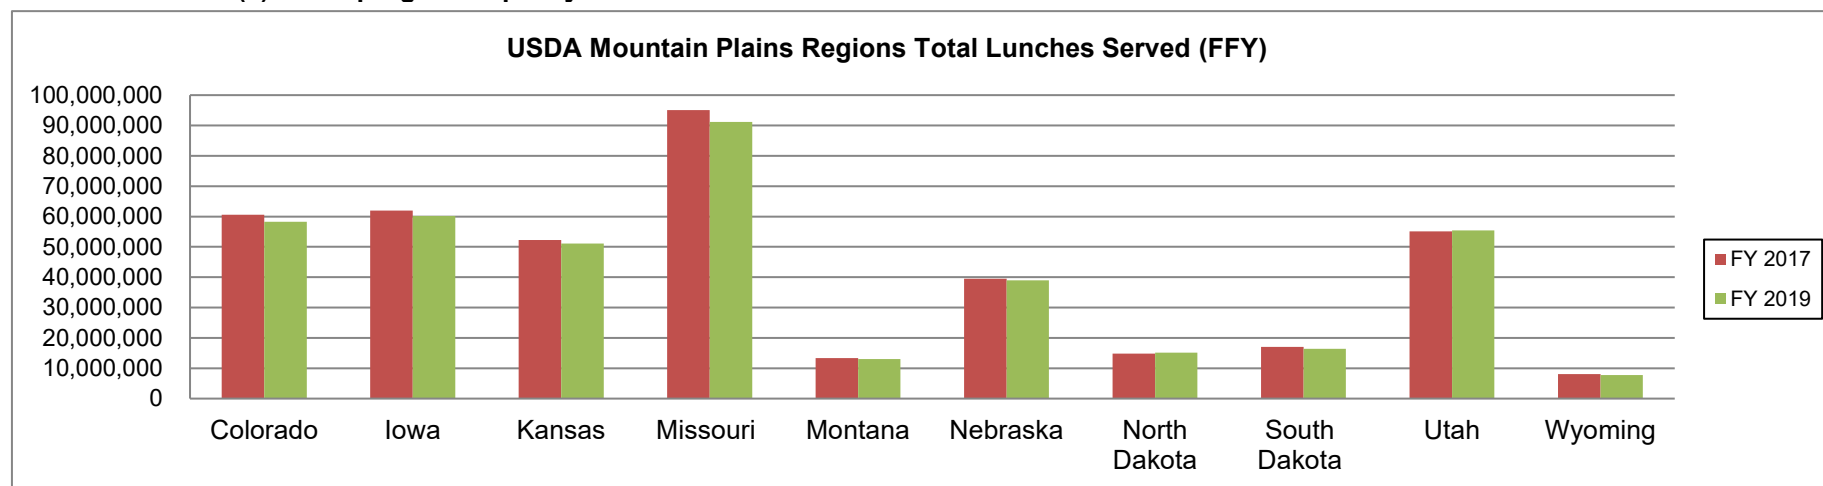 USDA Mountain Plains Regions Total Lunches Served (FFY)
100,000,000
90,000,000
80,000,000
70,000,000
60,000,000
50,000,000
40,000,000
30,000,000
20,000,000
10,000,000
0
Colorado
Iowa
Kansas
Missouri
Montana
Nebraska
North
Dakota
South
Dakota
Utah
Wyoming
FY 2017
FY 2019